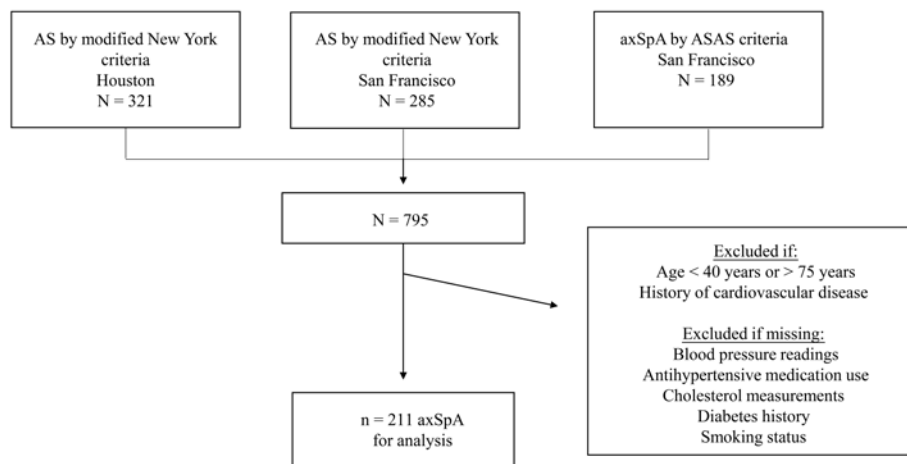 AS by modified New York
criteria
Houston
N = 321
AS by modified New York
criteria
San Francisco
N = 285
axSpA by ASAS criteria
San Francisco
N = 189
N = 795
Excluded if:
Age < 40 years or > 75 years
History of cardiovascular disease
Excluded if missing:
Blood pressure readings
Antihypertensive medication use
Cholesterol measurements
Diabetes history
Smoking status
n = 211 axSpA
for analysis